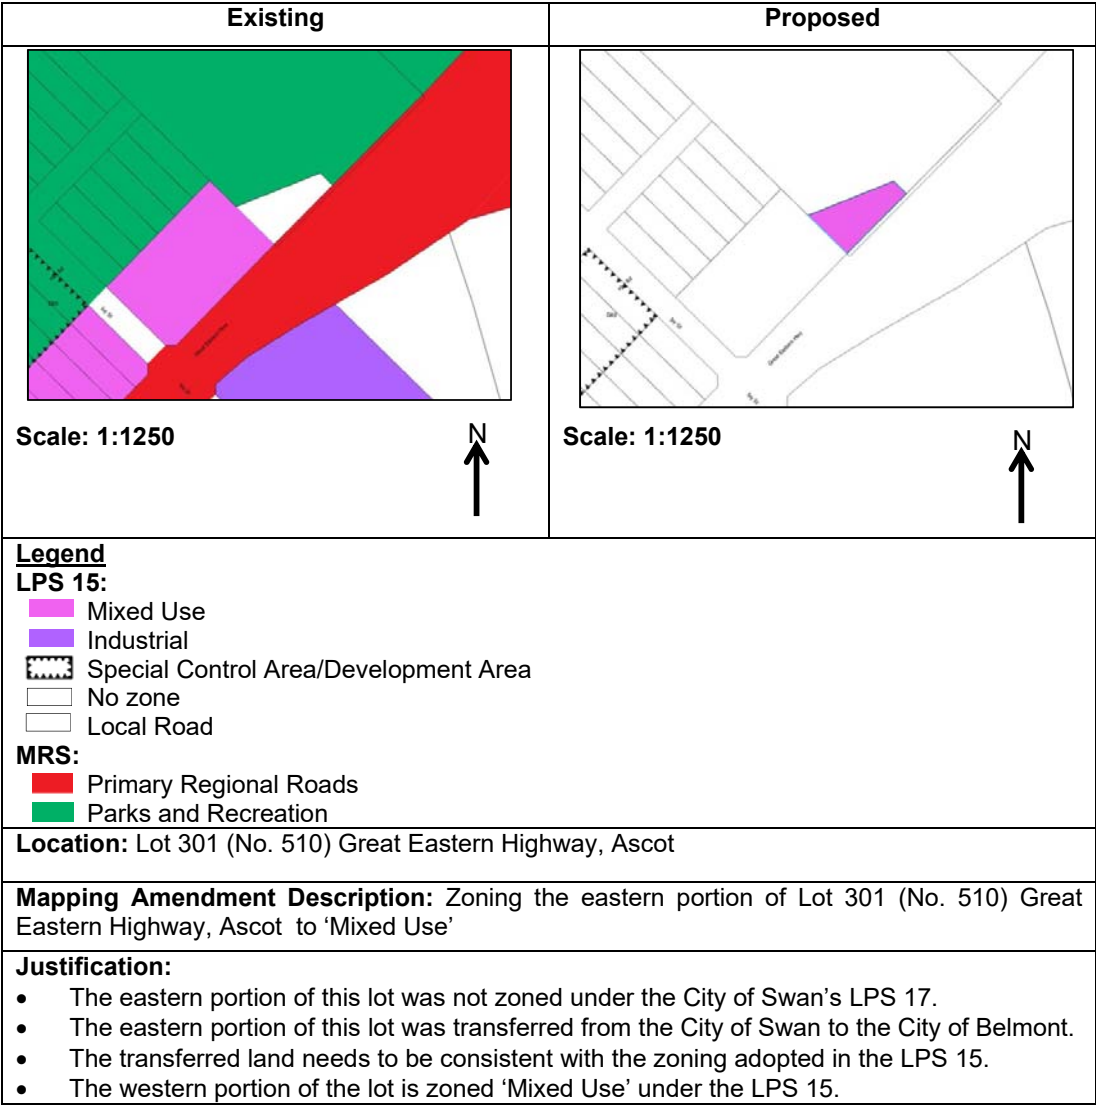 Existing
Proposed
Great Eastern Hwy
Great Eastern Hwy
Scale: 1:1250
N
Scale: 1:1250
N
Legend
LPS 15:
Mixed Use
Industrial
Special Control Area/Development Area
No zone
Local Road
MRS:
Primary Regional Roads
Parks and Recreation
Location: Lot 301 (No. 510) Great Eastern Highway, Ascot
Mapping Amendment Description: Zoning the eastern portion of Lot 301 (No. 510) Great
Eastern Highway, Ascot to ‘Mixed Use’
Justification:
• The eastern portion of this lot was not zoned under the City of Swan’s LPS 17.
• The eastern portion of this lot was transferred from the City of Swan to the City of Belmont.
• The transferred land needs to be consistent with the zoning adopted in the LPS 15.
• The western portion of the lot is zoned ‘Mixed Use’ under the LPS 15.